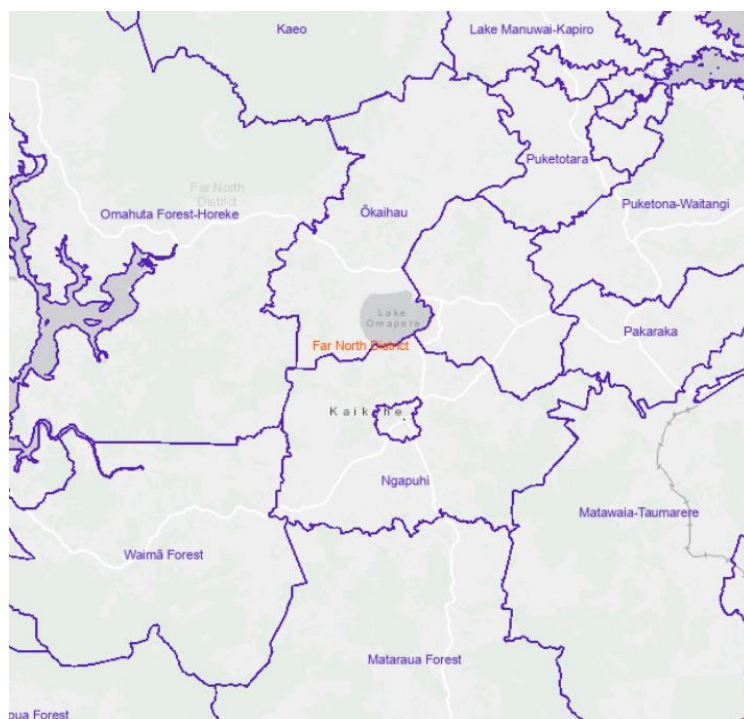 Kaeo
Lake Manuwai-Kapiro
Puketotara
Far North
District
Omahuta Forest-Horeke
Ōkaihau
Puketona-Waitangi
Lake
Omapere
Far North District
Pakaraka
Ngapuhi
Matawaia-Taumarere
Waimā Forest
Mataraua Forest
oua Forest